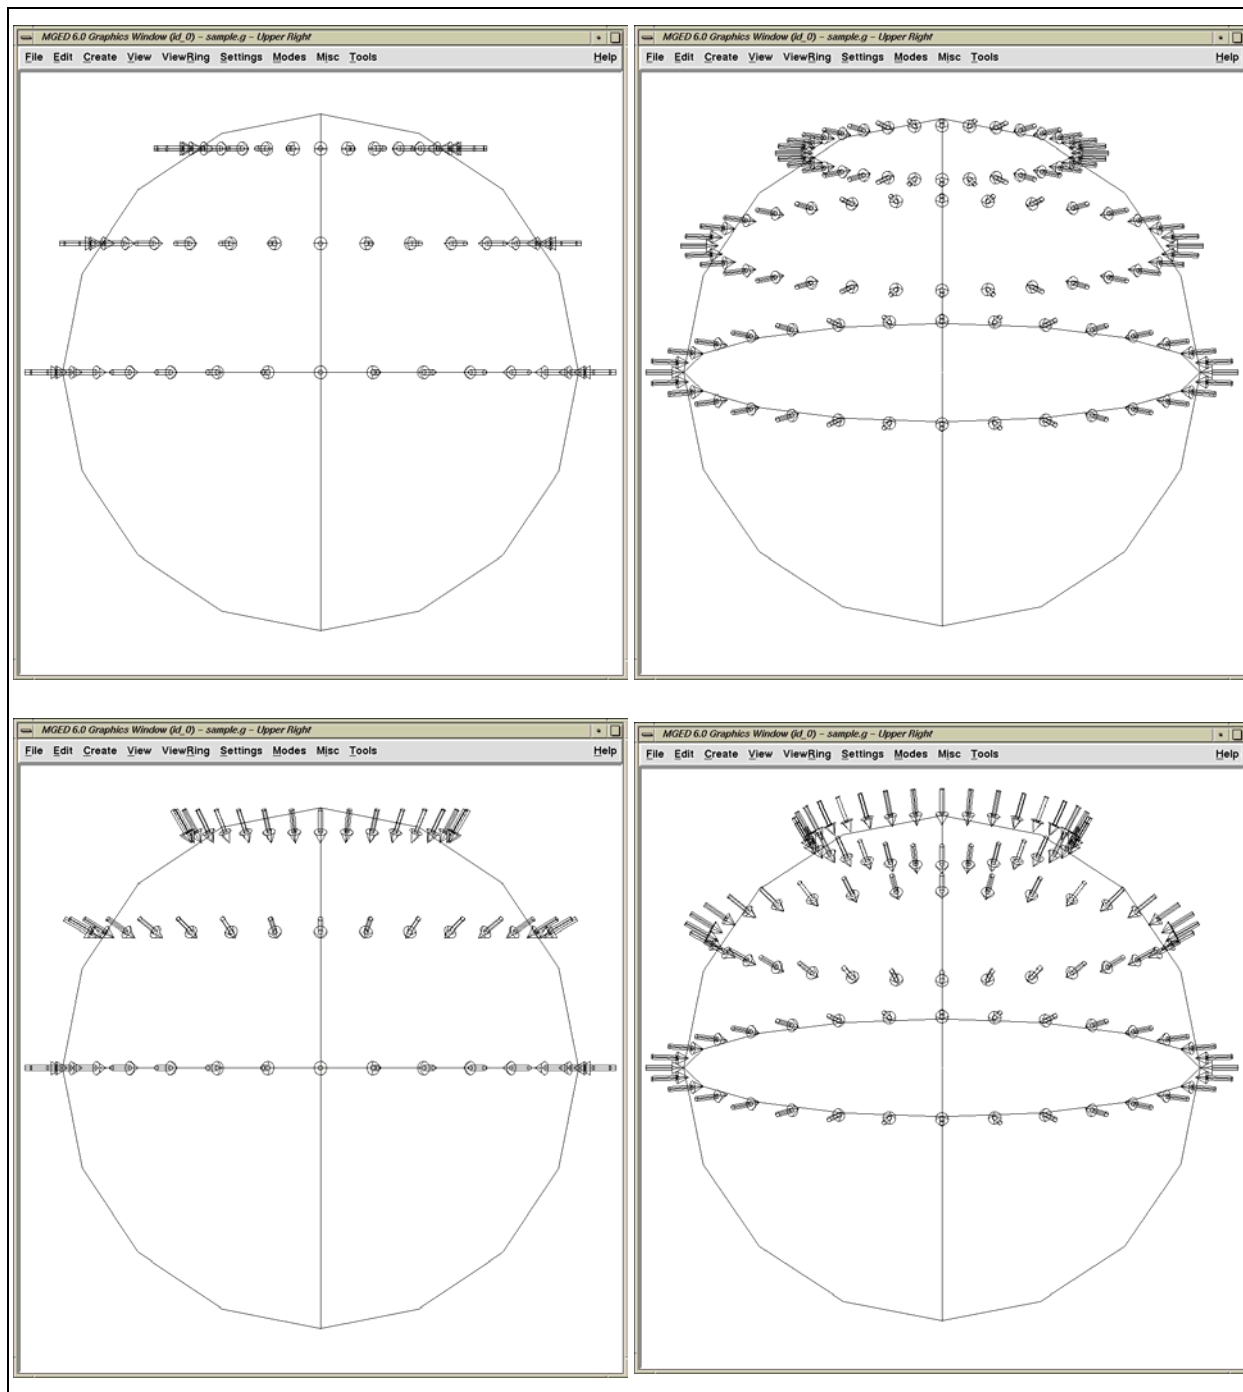 MGED 6.0 Graphics Window (id_0) – sample.g – Upper Right
File Edit Create View ViewRing Settings Modes Misc Tools Help
MGED 6.0 Graphics Window (id_0) – sample.g – Upper Right
File Edit Create View ViewRing Settings Modes Misc Tools Help
MGED 6.0 Graphics Window (id_0) – sample.g – Upper Right
File Edit Create View ViewRing Settings Modes Misc Tools Help
MGED 6.0 Graphics Window (id_0) – sample.g – Upper Right
File Edit Create View ViewRing Settings Modes Misc Tools Help